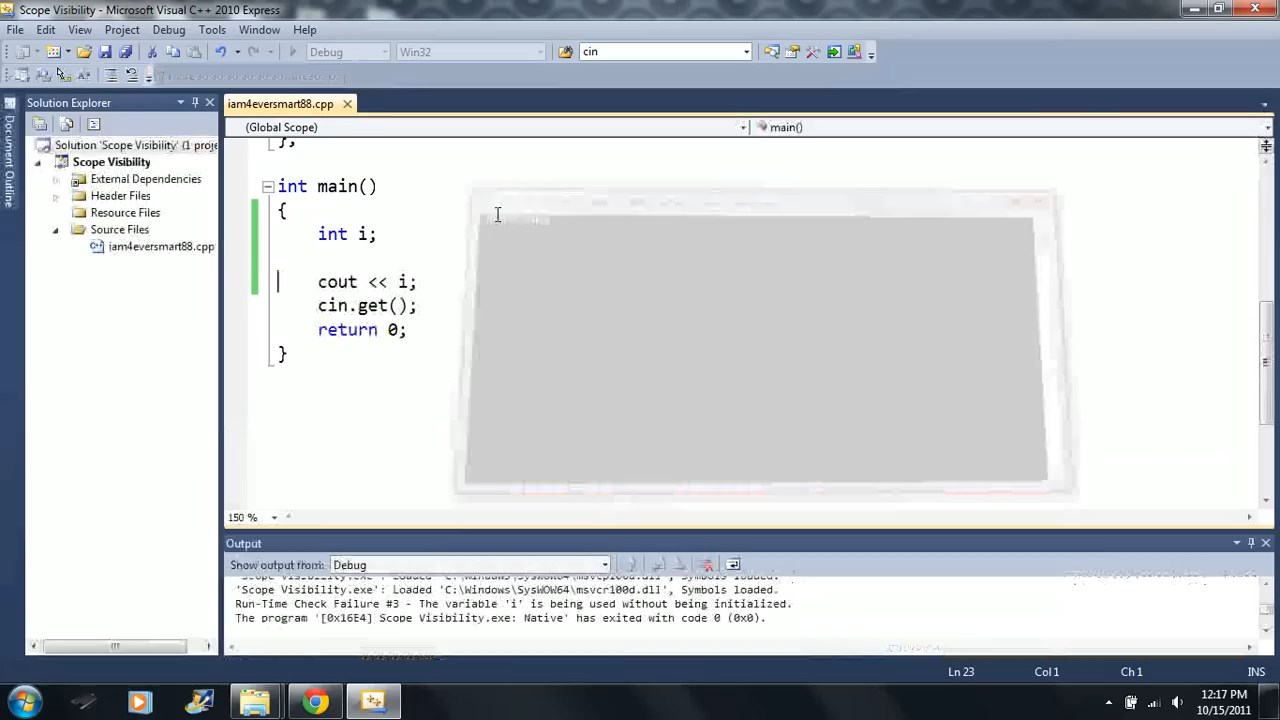 Scope Visibility - Microsoft Visual C++ 2010 Express
File Edit View Project Debug Tools Window Help
Debug Win32 cin
Solution Explorer
iam4eversmart88.cpp
(Global Scope) main()
Solution 'Scope Visibility' (1 proje
Scope Visibility
External Dependencies
Header Files
Resource Files
Source Files
iam4eversmart88.cpp
Document Outline
};
int main()
{
int i;
cout << i;
cin.get();
return 0;
}
150 %
Output
Show output from: Debug
'Scope Visibility.exe': Loaded 'C:\Windows\SysWOW64\msvcp100d.dll', Symbols loaded.
'Scope Visibility.exe': Loaded 'C:\Windows\SysWOW64\msvcr100d.dll', Symbols loaded.
Run-Time Check Failure #3 - The variable 'i' is being used without being initialized.
The program '[0x16E4] Scope Visibility.exe: Native' has exited with code 0 (0x0).
Ln 23 Col 1 Ch 1 INS
12:17 PM
10/15/2011